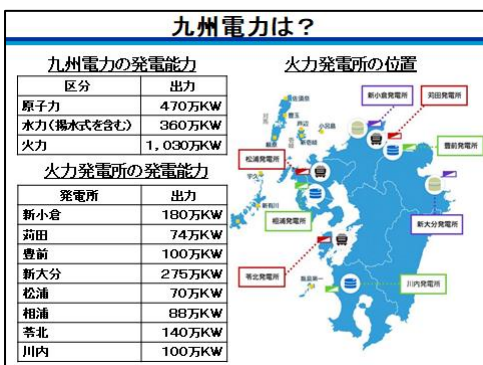 九州電力は？
九州電力の発電能力
区分 出力
原子力 470万KW
水力（揚水式を含む） 360万KW
火力 1,030万KW
火力発電所の発電能力
発電所 出力
新小倉 180万KW
苅田 74万KW
豊前 100万KW
新大分 275万KW
松浦 70万KW
相浦 88万KW
苓北 140万KW
川内 100万KW
火力発電所の位置
新小倉発電所
苅田発電所
豊前発電所
松浦発電所
相浦発電所
新大分発電所
苓北発電所
川内発電所